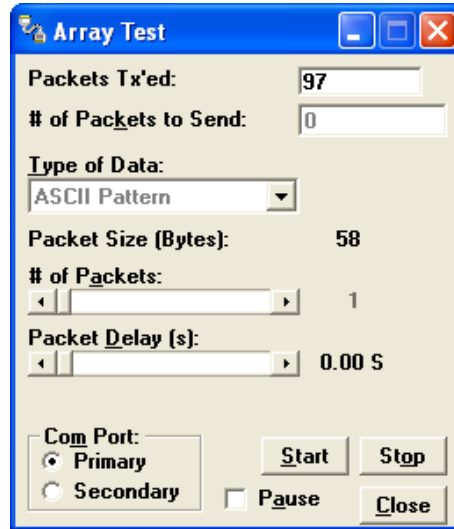 Array Test
Packets Tx'ed: 97
# of Packets to Send: 0
Type of Data:
ASCII Pattern
Packet Size (Bytes): 58
# of Packets:
1
Packet Delay (s):
0.00 S
Com Port:
Primary
Secondary
Start Stop
Pause Close